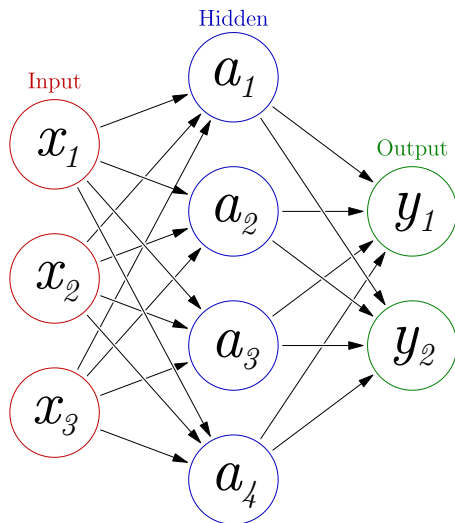 Input
x1
x2
x3
Hidden
a1
a2
a3
a4
Output
y1
y2